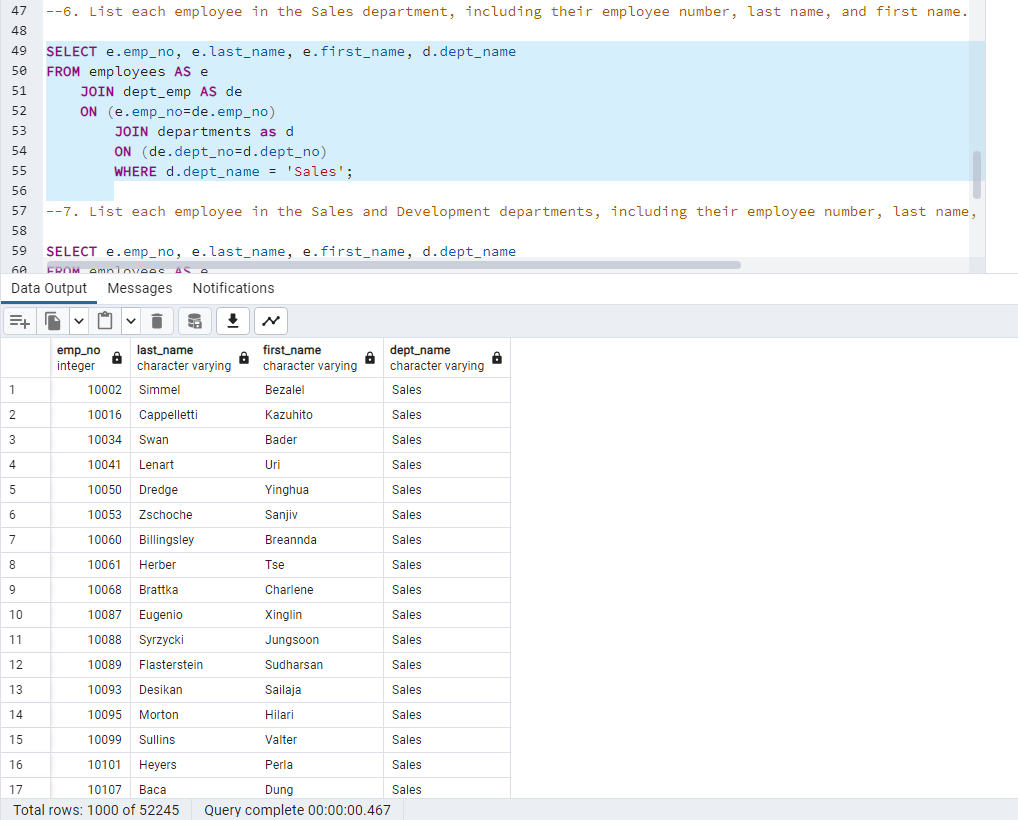 47 --6. List each employee in the Sales department, including their employee number, last name, and first name.
48
49 SELECT e.emp_no, e.last_name, e.first_name, d.dept_name
50 FROM employees AS e
51 JOIN dept_emp AS de
52 ON (e.emp_no=de.emp_no)
53 JOIN departments as d
54 ON (de.dept_no=d.dept_no)
55 WHERE d.dept_name = 'Sales';
56
57 --7. List each employee in the Sales and Development departments, including their employee number, last name,
58
59 SELECT e.emp_no, e.last_name, e.first_name, d.dept_name
60 FROM employees AS e
Data Output Messages Notifications
emp_no last_name first_name dept_name
integer character varying character varying character varying
1 10002 Simmel Bezalel Sales
2 10016 Cappelletti Kazuhito Sales
3 10034 Swan Bader Sales
4 10041 Lenart Uri Sales
5 10050 Dredge Yinghua Sales
6 10053 Zschoche Sanjiv Sales
7 10060 Billingsley Breannda Sales
8 10061 Herber Tse Sales
9 10068 Brattka Charlene Sales
10 10087 Eugenio Xinglin Sales
11 10088 Syrzycki Jungsoon Sales
12 10089 Flasterstein Sudharsan Sales
13 10093 Desikan Sailaja Sales
14 10095 Morton Hilari Sales
15 10099 Sullins Valter Sales
16 10101 Heyers Perla Sales
17 10107 Baca Dung Sales
Total rows: 1000 of 52245 Query complete 00:00:00.467